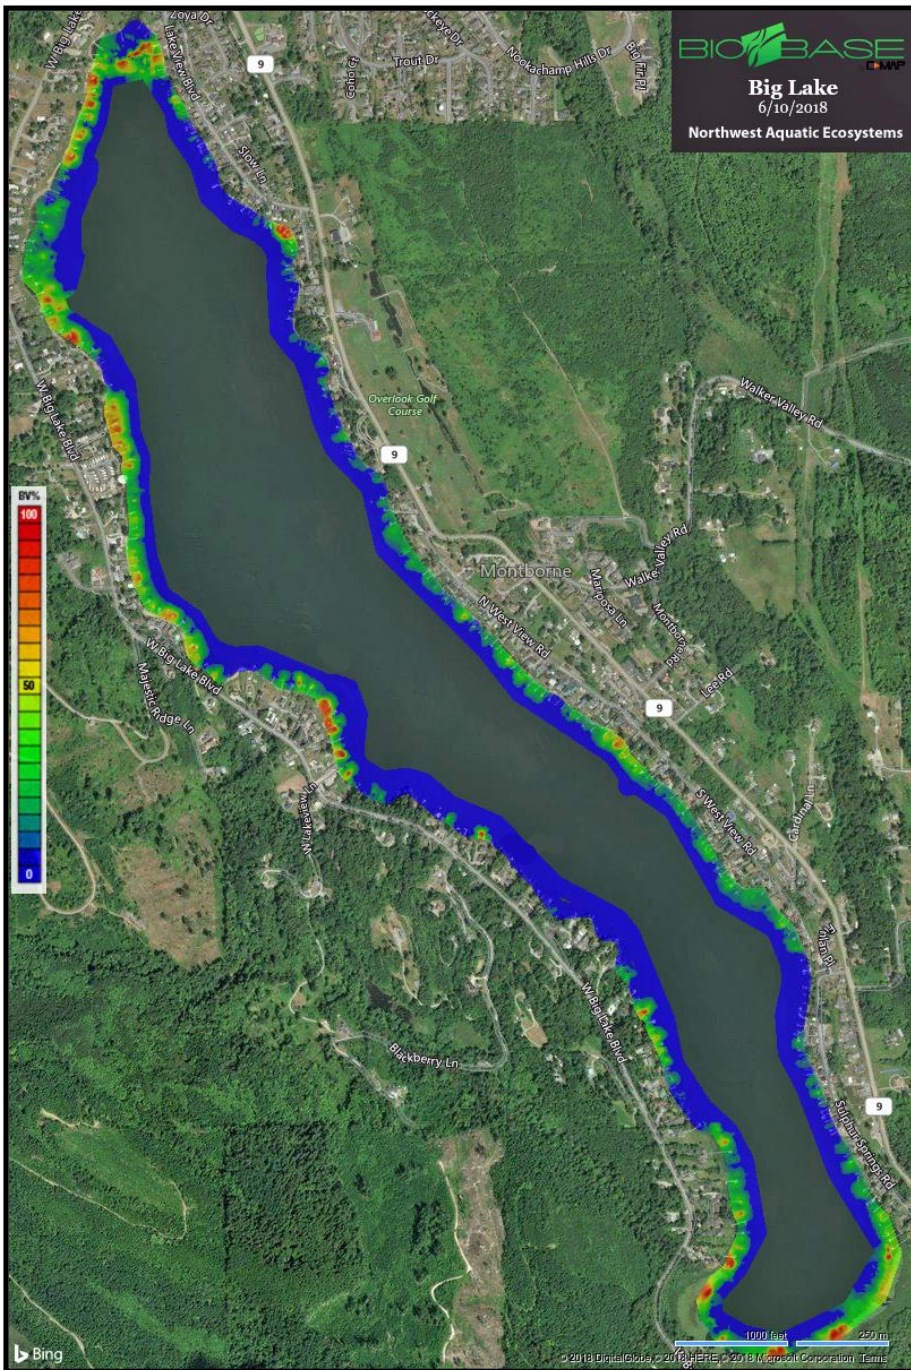 BIOBASE
C-MAP
Big Lake
6/10/2018
Northwest Aquatic Ecosystems
Zoya Dr
W Big Lake
Lake View Blvd
9
Coho Ct
Trout Dr
Nookachamp Hills Dr
Big Fir Pl
Slow Ln
W Big Lake Blvd
Overlook Golf
Course
9
Walker Valley Rd
BV%
100
50
0
Walker Valley Rd
Montborne
Mariposa Ln
N West View Rd
Montborne Rd
Lee Rd
9
W Big Lake Blvd
Majestic Ridge Ln
W Lakeview Ln
S West View Rd
Cardinal Ln
W Big Lake Blvd
Blackberry Ln
9
Sulphur Springs Rd
1000 feet
250 m
Bing
© 2018 DigitalGlobe, © 2018 HERE, © 2018 Microsoft Corporation Terms